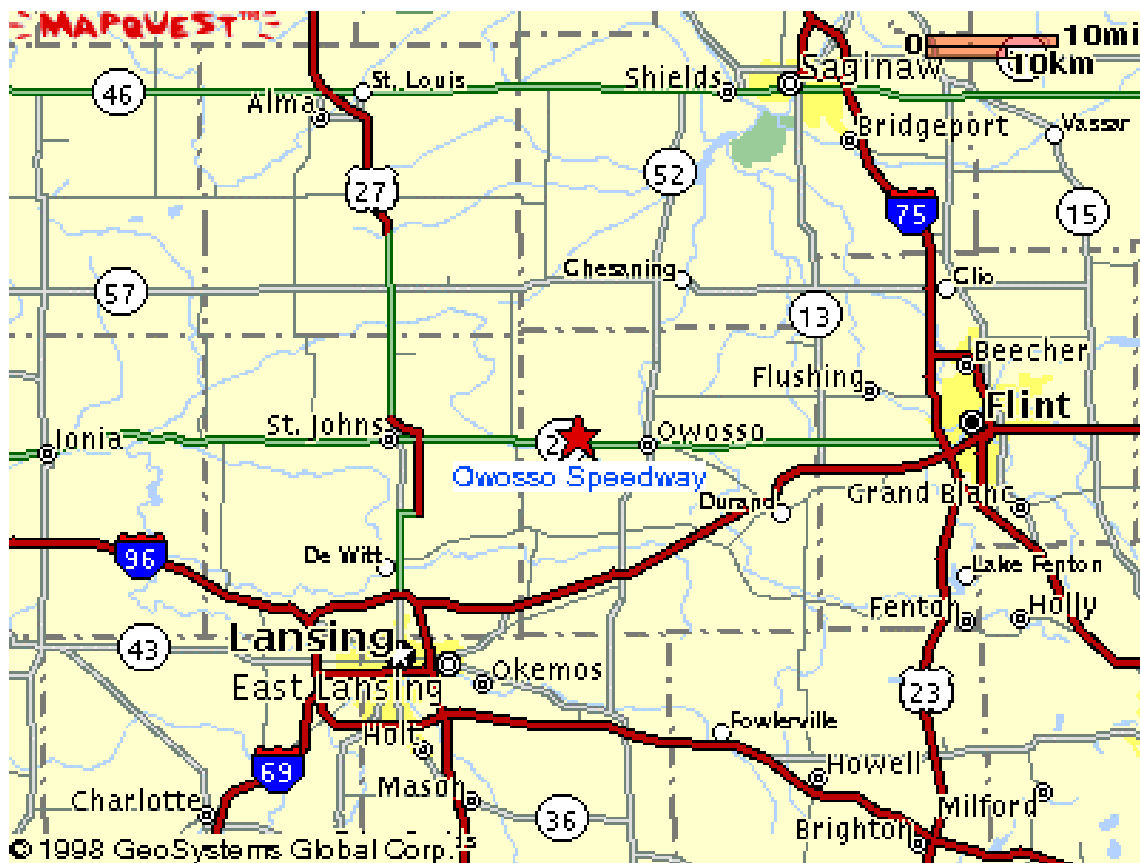 MAPQUEST™
0 10mi
10km
46
St. Louis
Shields
Saginaw
Alma
Bridgeport
Vassar
52
27
75
15
Chesaning
Clio
57
13
Beecher
Flushing
Flint
Ionia
St. Johns
2
Owosso
Owosso Speedway
Durand
Grand Blanc
96
De Witt
Lake Fenton
Fenton
Holly
43
Lansing
East Lansing
Okemos
23
Fowlerville
Holt
69
Howell
Charlotte
Mason
36
Milford
Brighton
© 1998 GeoSystems Global Corp.